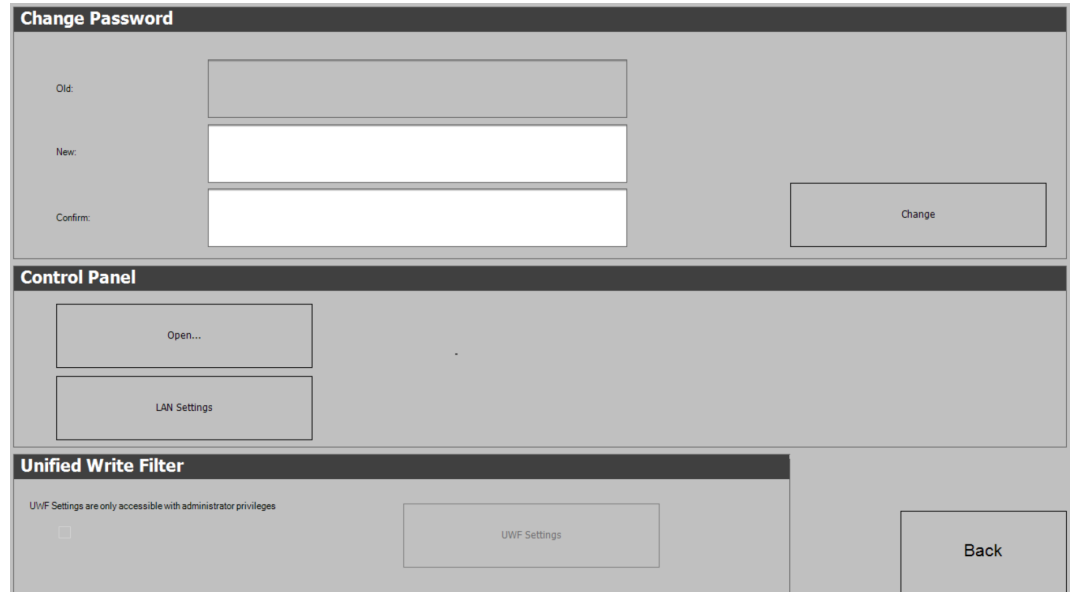 Change Password
Old:
New:
Confirm:
Change
Control Panel
Open...
LAN Settings
Unified Write Filter
UWF Settings are only accessible with administrator privileges
UWF Settings
Back